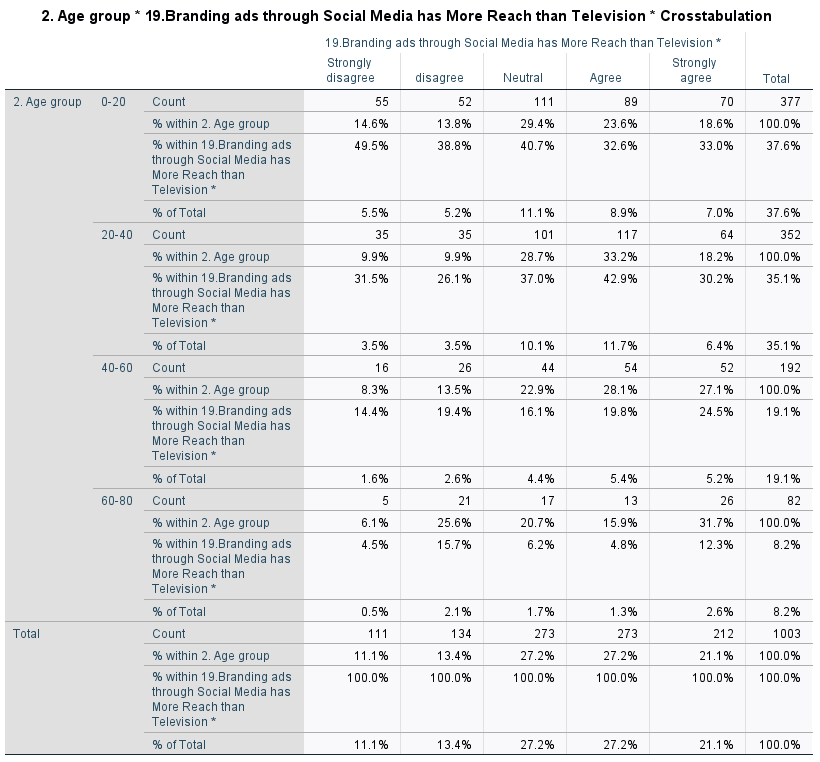 2. Age group * 19.Branding ads through Social Media has More Reach than Television * Crosstabulation
19.Branding ads through Social Media has More Reach than Television *
Strongly disagree disagree Neutral Agree Strongly agree Total
2. Age group 0-20 Count 55 52 111 89 70 377
% within 2. Age group 14.6% 13.8% 29.4% 23.6% 18.6% 100.0%
% within 19.Branding ads 49.5% 38.8% 40.7% 32.6% 33.0% 37.6%
through Social Media has
More Reach than
Television *
% of Total 5.5% 5.2% 11.1% 8.9% 7.0% 37.6%
20-40 Count 35 35 101 117 64 352
% within 2. Age group 9.9% 9.9% 28.7% 33.2% 18.2% 100.0%
% within 19.Branding ads 31.5% 26.1% 37.0% 42.9% 30.2% 35.1%
through Social Media has
More Reach than
Television *
% of Total 3.5% 3.5% 10.1% 11.7% 6.4% 35.1%
40-60 Count 16 26 44 54 52 192
% within 2. Age group 8.3% 13.5% 22.9% 28.1% 27.1% 100.0%
% within 19.Branding ads 14.4% 19.4% 16.1% 19.8% 24.5% 19.1%
through Social Media has
More Reach than
Television *
% of Total 1.6% 2.6% 4.4% 5.4% 5.2% 19.1%
60-80 Count 5 21 17 13 26 82
% within 2. Age group 6.1% 25.6% 20.7% 15.9% 31.7% 100.0%
% within 19.Branding ads 4.5% 15.7% 6.2% 4.8% 12.3% 8.2%
through Social Media has
More Reach than
Television *
% of Total 0.5% 2.1% 1.7% 1.3% 2.6% 8.2%
Total Count 111 134 273 273 212 1003
% within 2. Age group 11.1% 13.4% 27.2% 27.2% 21.1% 100.0%
% within 19.Branding ads 100.0% 100.0% 100.0% 100.0% 100.0% 100.0%
through Social Media has
More Reach than
Television *
% of Total 11.1% 13.4% 27.2% 27.2% 21.1% 100.0%